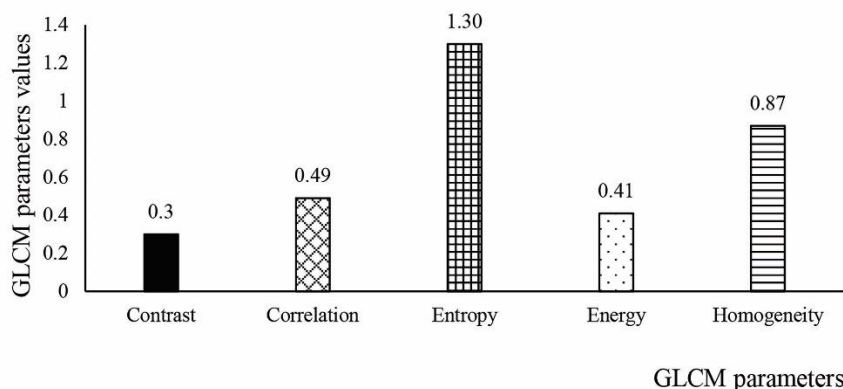 GLCM parameters values
1.4
1.2
1
0.8
0.6
0.4
0.2
0
0.3
0.49
1.30
0.41
0.87
Contrast
Correlation
Entropy
Energy
Homogeneity
GLCM parameters